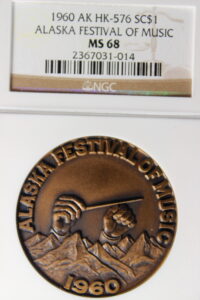 1960 AK HK-576 SC$1
ALASKA FESTIVAL OF MUSIC
MS 68
2367031-014
NGC
ALASKA FESTIVAL OF MUSIC
1960